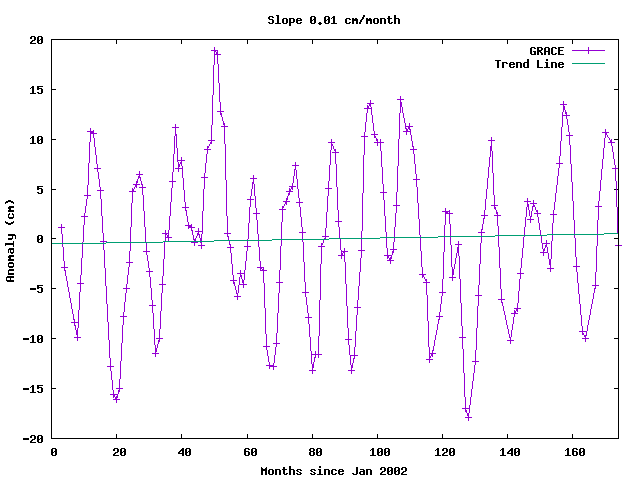 Slope 0.01 cm/month
GRACE
Trend Line
Anomaly (cm)
20
15
10
5
0
-5
-10
-15
-20
0 20 40 60 80 100 120 140 160
Months since Jan 2002